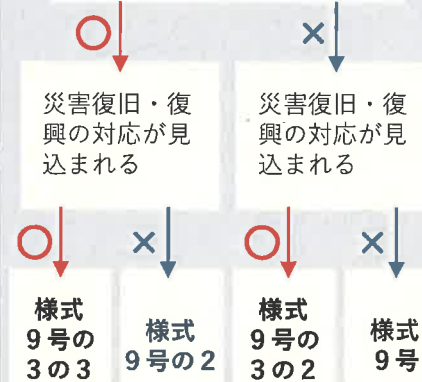 ○
×
災害復旧・復
興の対応が見
込まれる
災害復旧・復
興の対応が見
込まれる
○
×
○
×
様式
9号の
3の3
様式
9号の2
様式
9号の
3の2
様式
9号